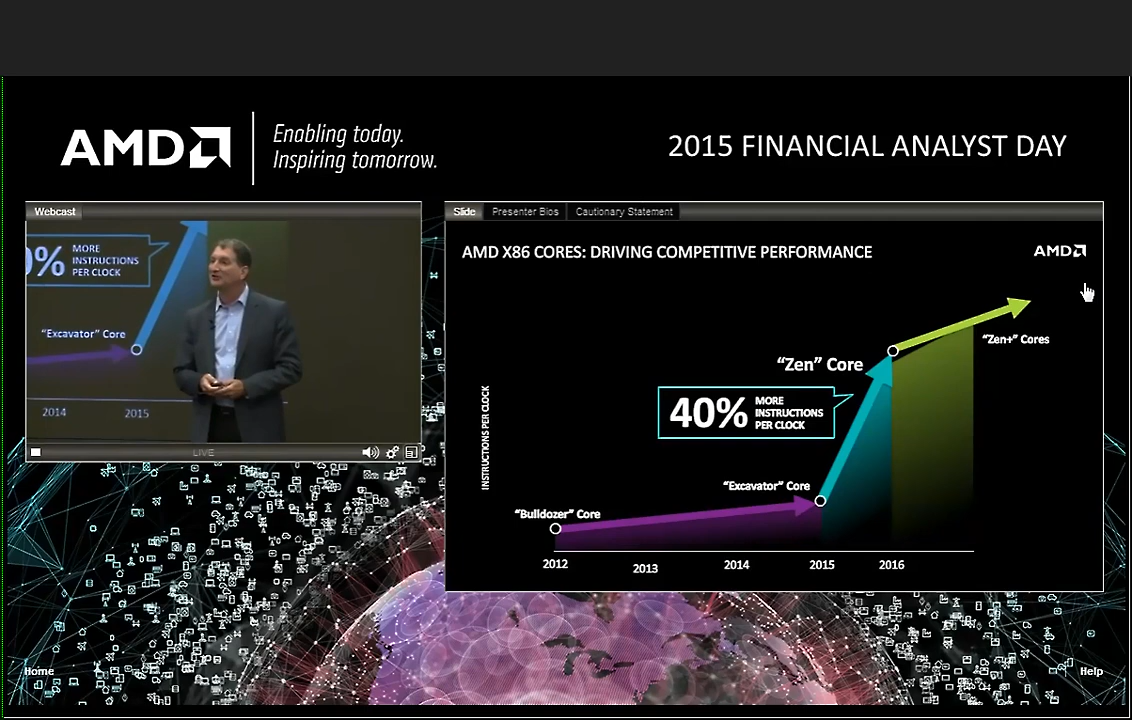 AMD
Enabling today.
Inspiring tomorrow.
2015 FINANCIAL ANALYST DAY
Webcast
0%
MORE
INSTRUCTIONS
PER CLOCK
"Excavator" Core
2014
2015
LIVE
Slide
Presenter Bios
Cautionary Statement
AMD X86 CORES: DRIVING COMPETITIVE PERFORMANCE
AMD
"Zen+" Cores
"Zen" Core
40%
MORE
INSTRUCTIONS
PER CLOCK
INSTRUCTIONS PER CLOCK
"Excavator" Core
"Bulldozer" Core
2012
2013
2014
2015
2016
Home
Help